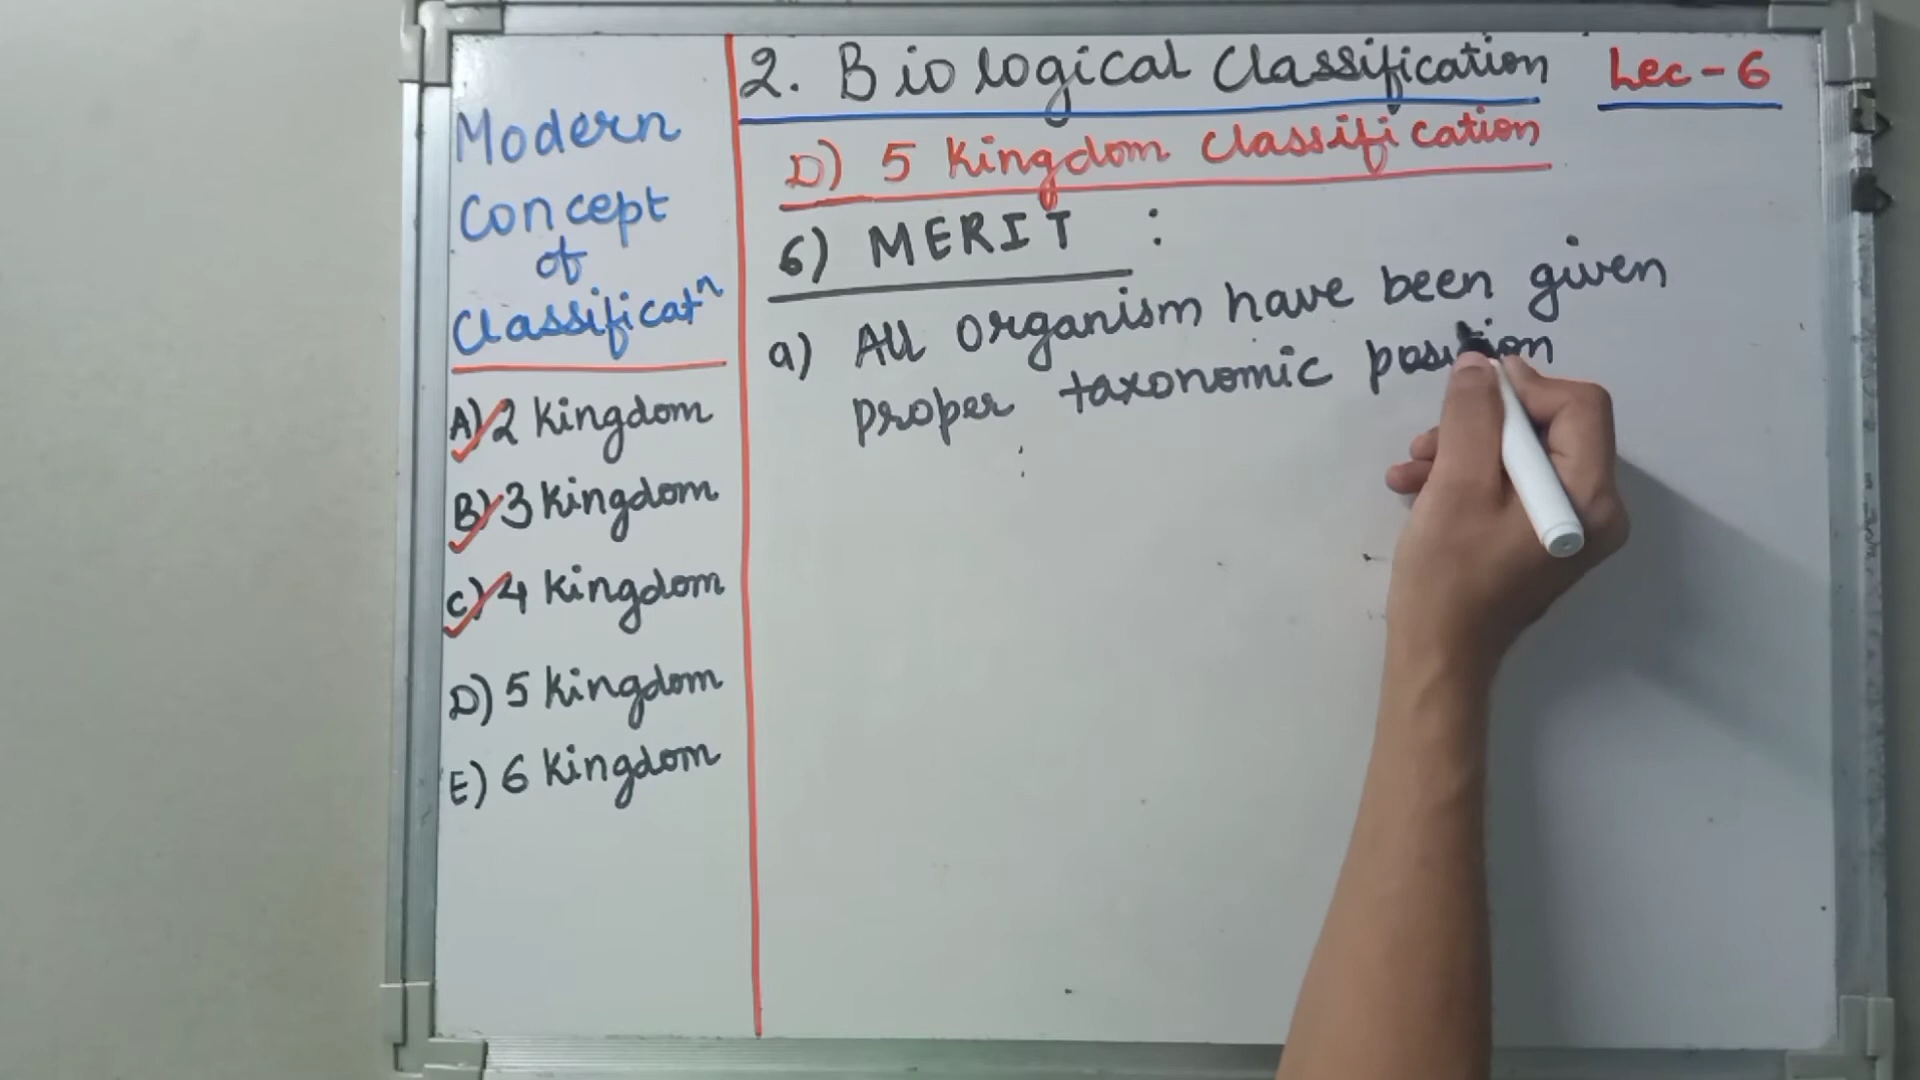 Modern
Concept
of
Classificatⁿ
A) 2 Kingdom
B) 3 Kingdom
C) 4 Kingdom
D) 5 Kingdom
E) 6 Kingdom
2. Biological Classification
Lec - 6
D) 5 Kingdom Classification
6) MERIT :
a) All organism have been given
proper taxonomic position